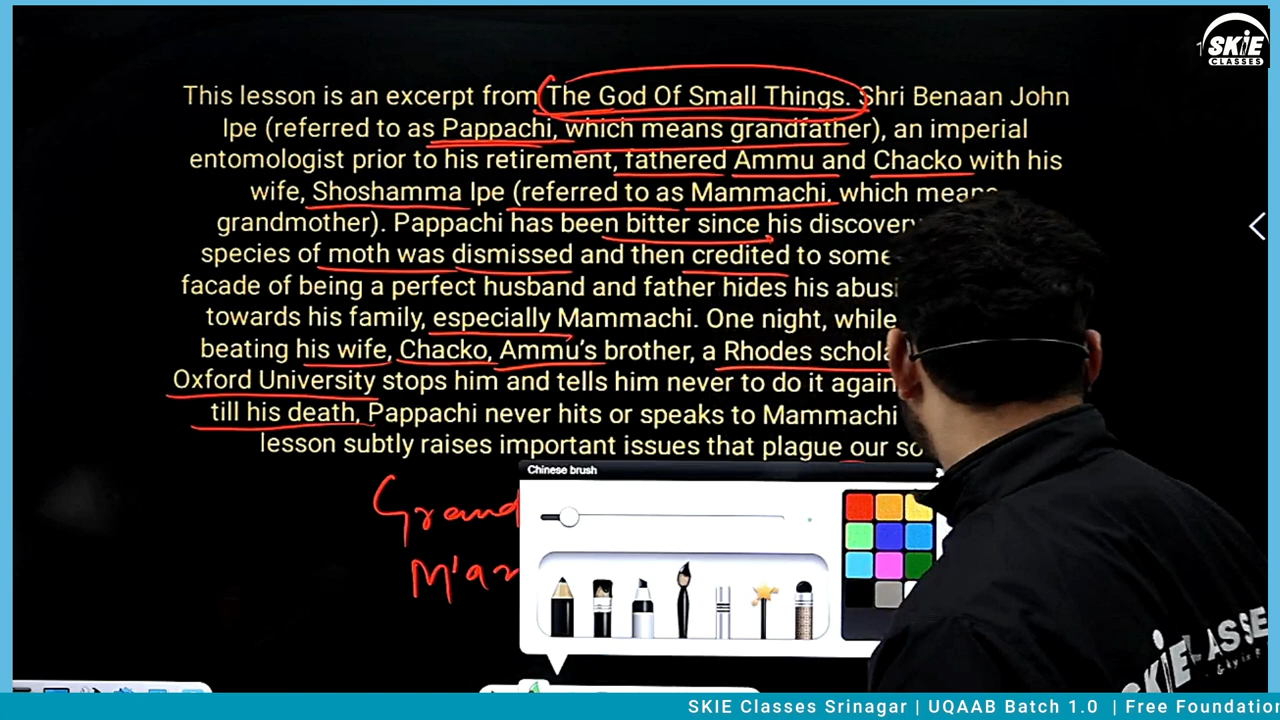 SKIE
CLASSES
This lesson is an excerpt from The God Of Small Things. Shri Benaan John
Ipe (referred to as Pappachi, which means grandfather), an imperial
entomologist prior to his retirement, fathered Ammu and Chacko with his
wife, Shoshamma Ipe (referred to as Mammachi, which means
grandmother). Pappachi has been bitter since his discovery
species of moth was dismissed and then credited to some
facade of being a perfect husband and father hides his
towards his family, especially Mammachi. One night, while
beating his wife, Chacko, Ammu's brother, a Rhodes
Oxford University stops him and tells him never to do it again
till his death, Pappachi never hits or speaks to Mammachi
lesson subtly raises important issues that plague our
Chinese brush
Grand
SKIE Classes Srinagar | UQAAB Batch 1.0 | Free